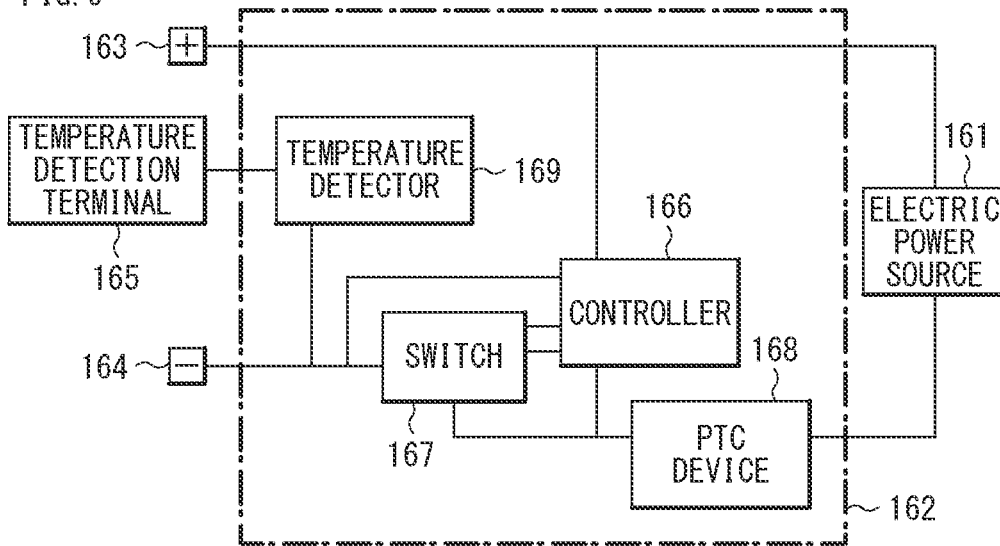 163
+
TEMPERATURE
DETECTION
TERMINAL
165
TEMPERATURE
DETECTOR
169
161
ELECTRIC
POWER
SOURCE
166
CONTROLLER
164
−
SWITCH
167
168
PTC
DEVICE
162